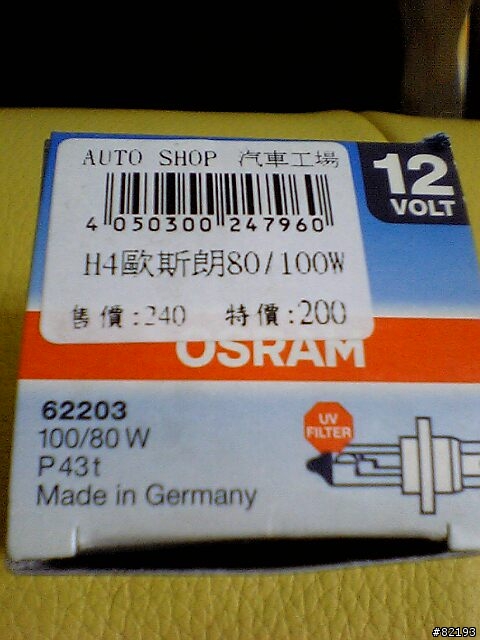 AUTO SHOP 汽車工場
4 050300 247960
H4歐斯朗80/100W
售價:240 特價:200
12
VOLT
OSRAM
62203
100/80 W
P 43 t
Made in Germany
UV
FILTER
#82193